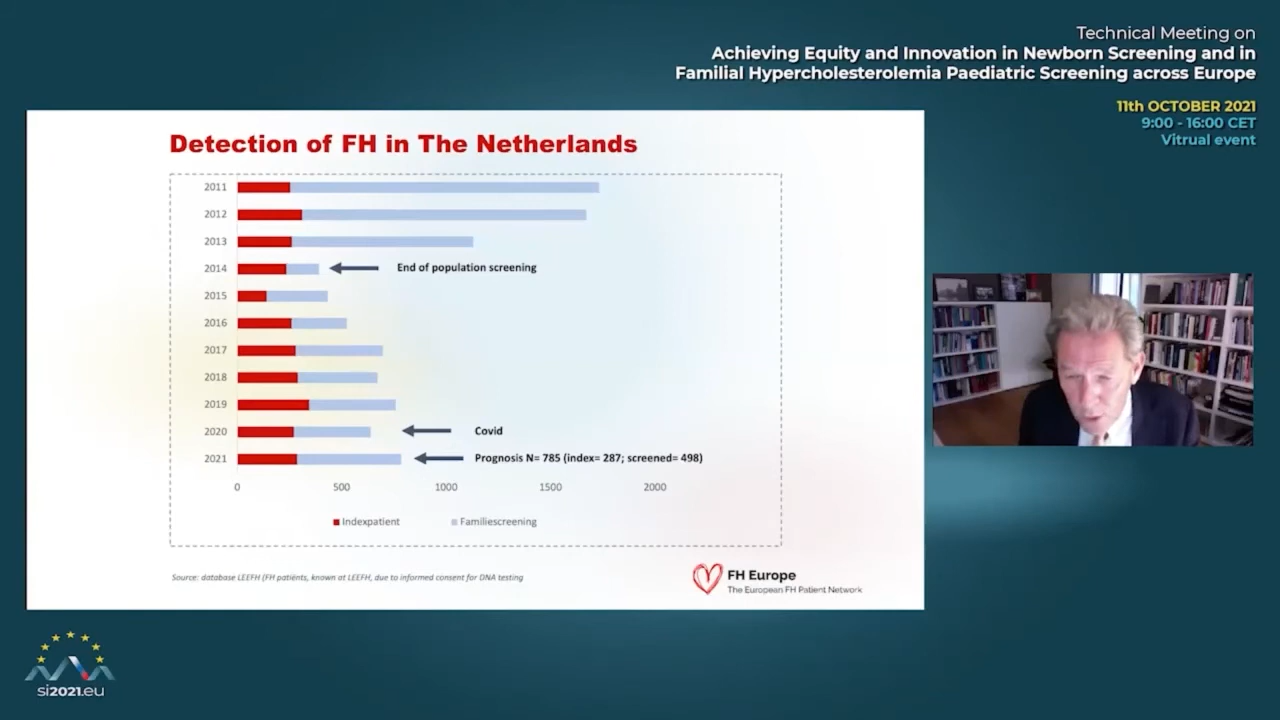 Technical Meeting on
Achieving Equity and Innovation in Newborn Screening and in
Familial Hypercholesterolemia Paediatric Screening across Europe
11th OCTOBER 2021
9:00 - 16:00 CET
Vitrual event
Detection of FH in The Netherlands
2011
2012
2013
2014
End of population screening
2015
2016
2017
2018
2019
2020
Covid
2021
Prognosis N= 785 (index= 287; screened= 498)
0 500 1000 1500 2000
Indexpatient Familiescreening
Source: database LEEFH (FH patiënts, known at LEEFH, due to informed consent for DNA testing
FH Europe
The European FH Patient Network
si2021.eu